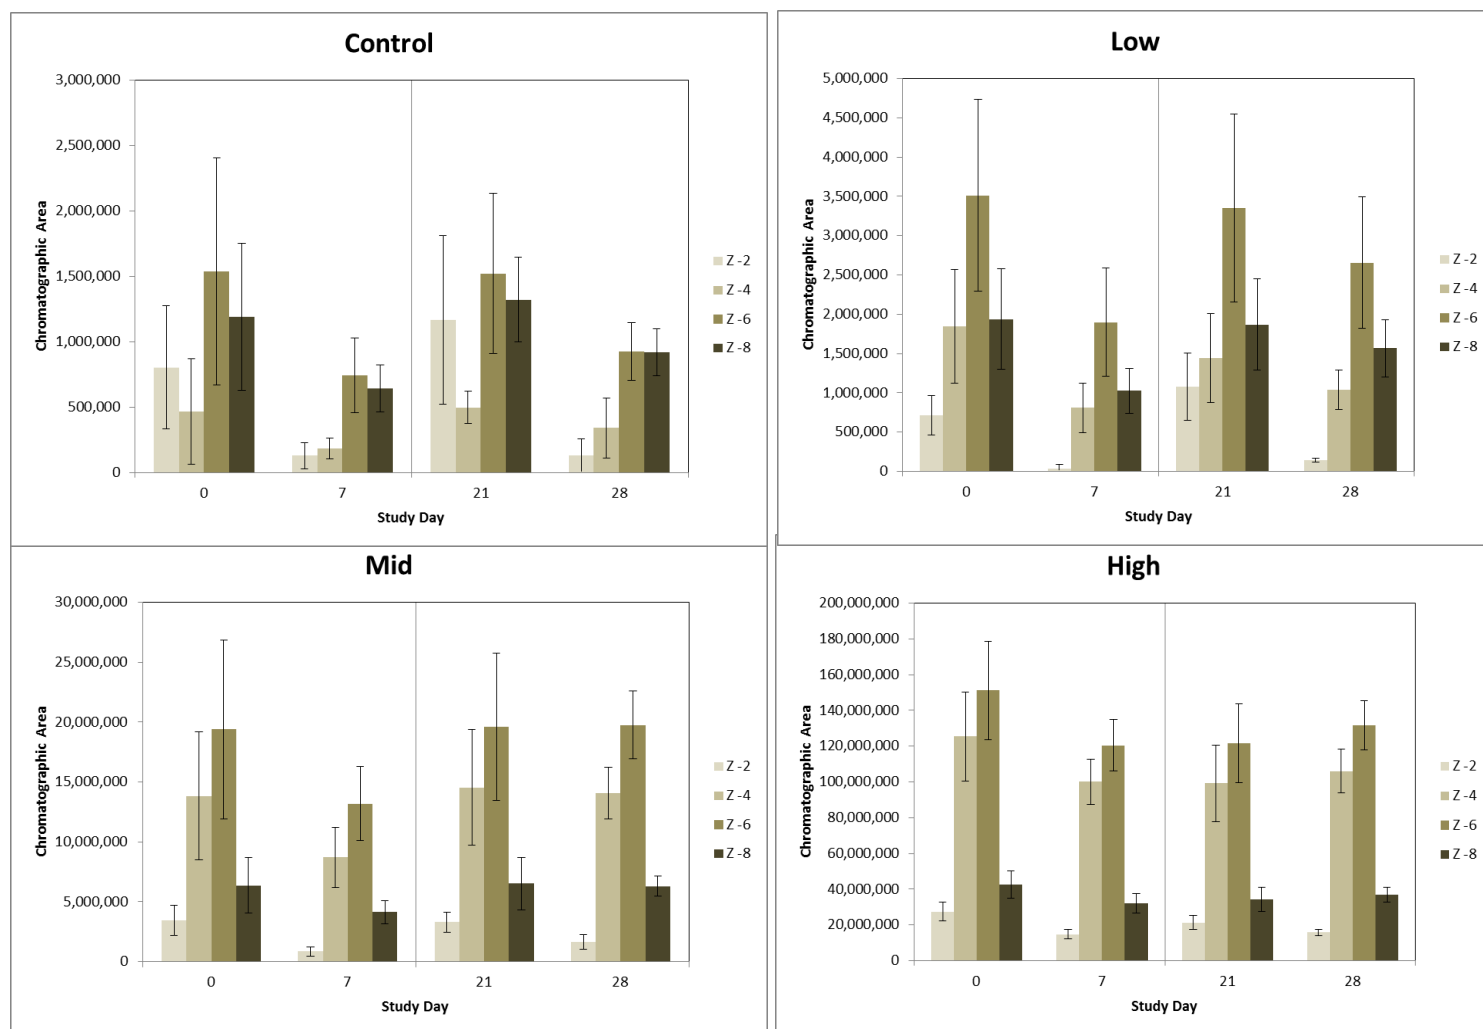 Control
3,000,000
2,500,000
2,000,000
1,500,000
1,000,000
500,000
0
Chromatographic Area
0 7 21 28
Study Day
Z -2
Z -4
Z -6
Z -8
Low
5,000,000
4,500,000
4,000,000
3,500,000
3,000,000
2,500,000
2,000,000
1,500,000
1,000,000
500,000
0
Chromatographic Area
0 7 21 28
Study Day
Z -2
Z -4
Z -6
Z -8
Mid
30,000,000
25,000,000
20,000,000
15,000,000
10,000,000
5,000,000
0
Chromatographic Area
0 7 21 28
Study Day
Z -2
Z -4
Z -6
Z -8
High
200,000,000
180,000,000
160,000,000
140,000,000
120,000,000
100,000,000
80,000,000
60,000,000
40,000,000
20,000,000
0
Chromatographic Area
0 7 21 28
Study Day
Z -2
Z -4
Z -6
Z -8